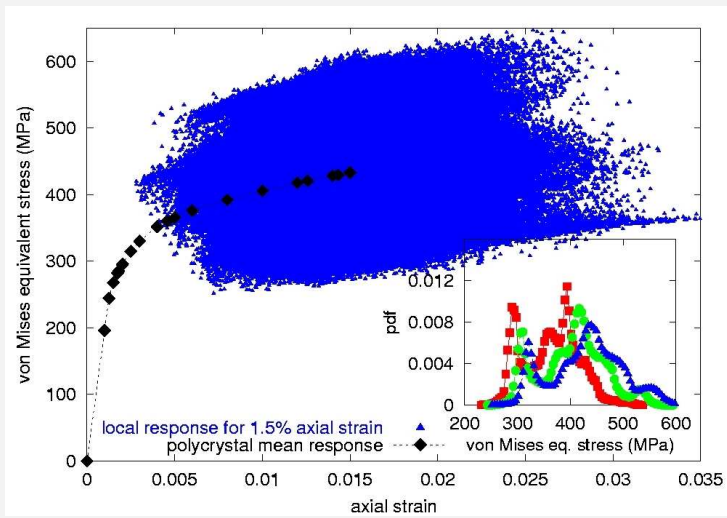 von Mises equivalent stress (MPa)
600
500
400
300
200
100
0
0 0.005 0.01 0.015 0.02 0.025 0.03 0.035
axial strain
local response for 1.5% axial strain
polycrystal mean response
pdf
0.012
0.008
0.004
0
200 300 400 500 600
von Mises eq. stress (MPa)